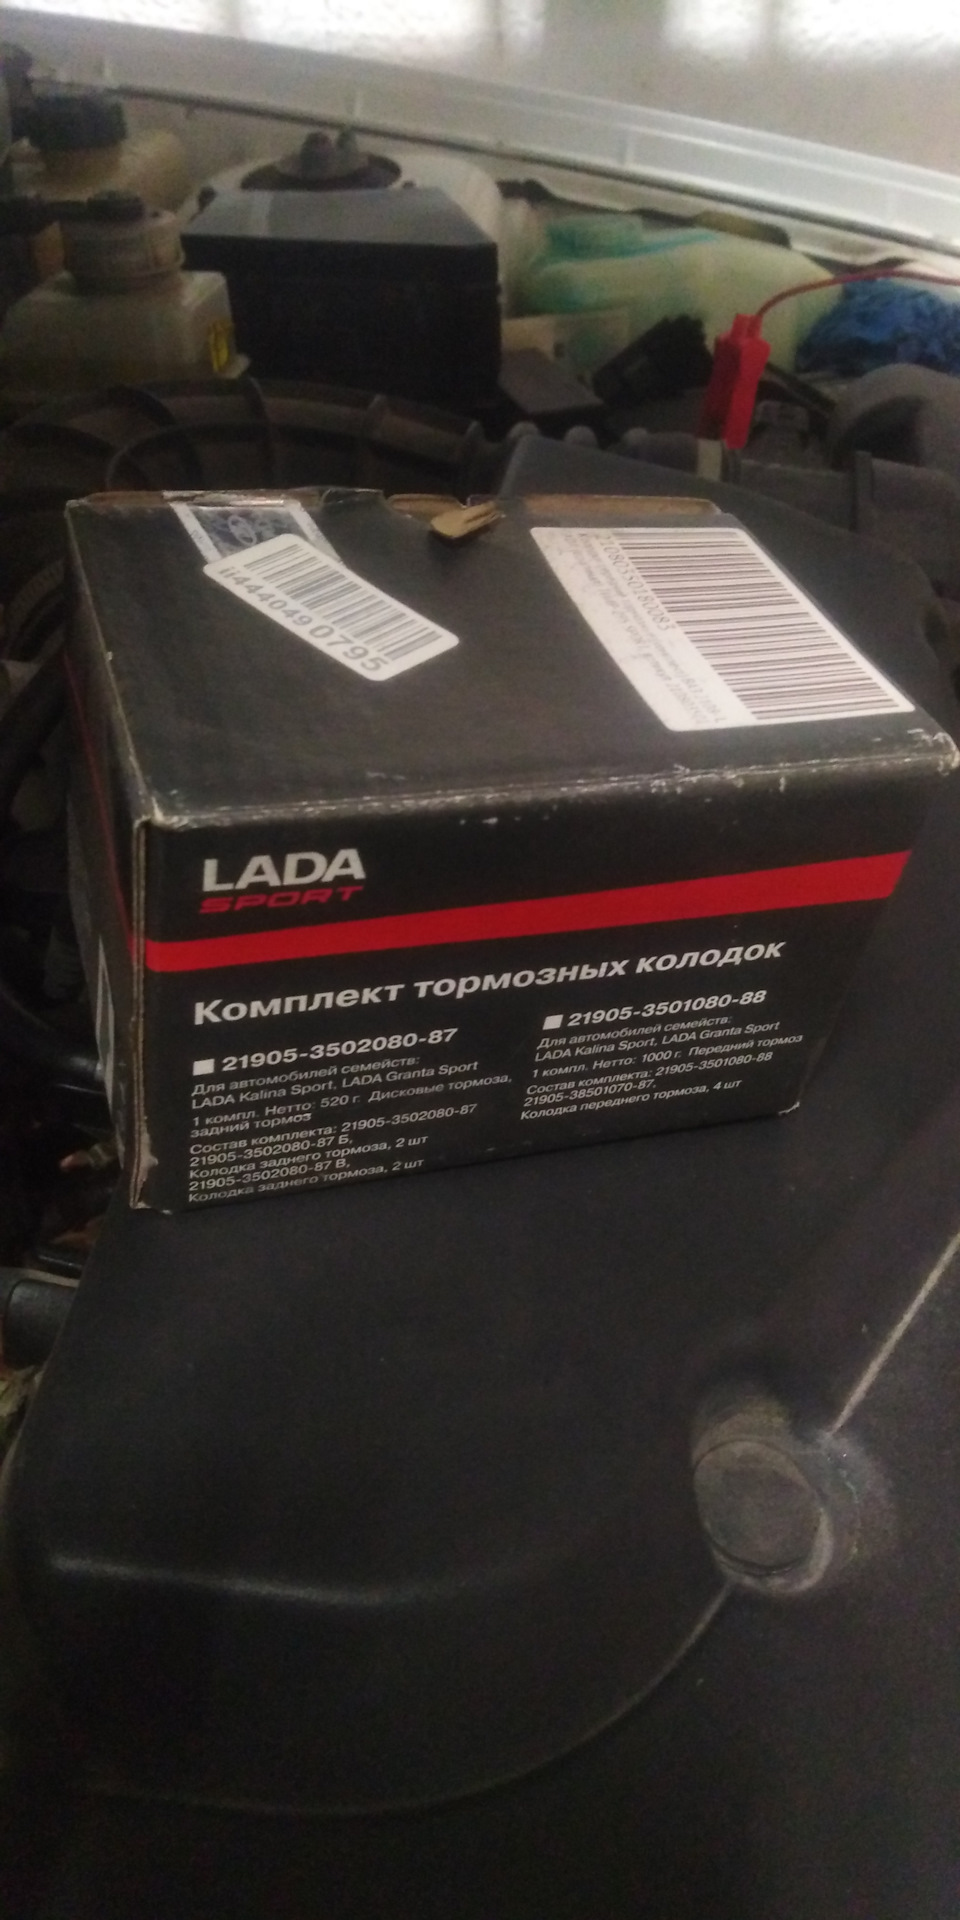 ii4440490795
LADA
SPORT
Комплект тормозных колодок
21905-3502080-87
Для автомобилей семейств:
LADA Kalina Sport, LADA Granta Sport
1 компл. Нетто: 520 г. Дисковые тормоза,
задний тормоз
Состав комплекта: 21905-3502080-87
21905-3502080-87 Б,
Колодка заднего тормоза, 2 шт
21905-3502080-87 В,
Колодка заднего тормоза, 2 шт
21905-3501080-88
Для автомобилей семейств:
LADA Kalina Sport, LADA Granta Sport
1 компл. Нетто: 1000 г. Передний тормоз
Состав комплекта: 21905-3501080-88
21905-38501070-87,
Колодка переднего тормоза, 4 шт